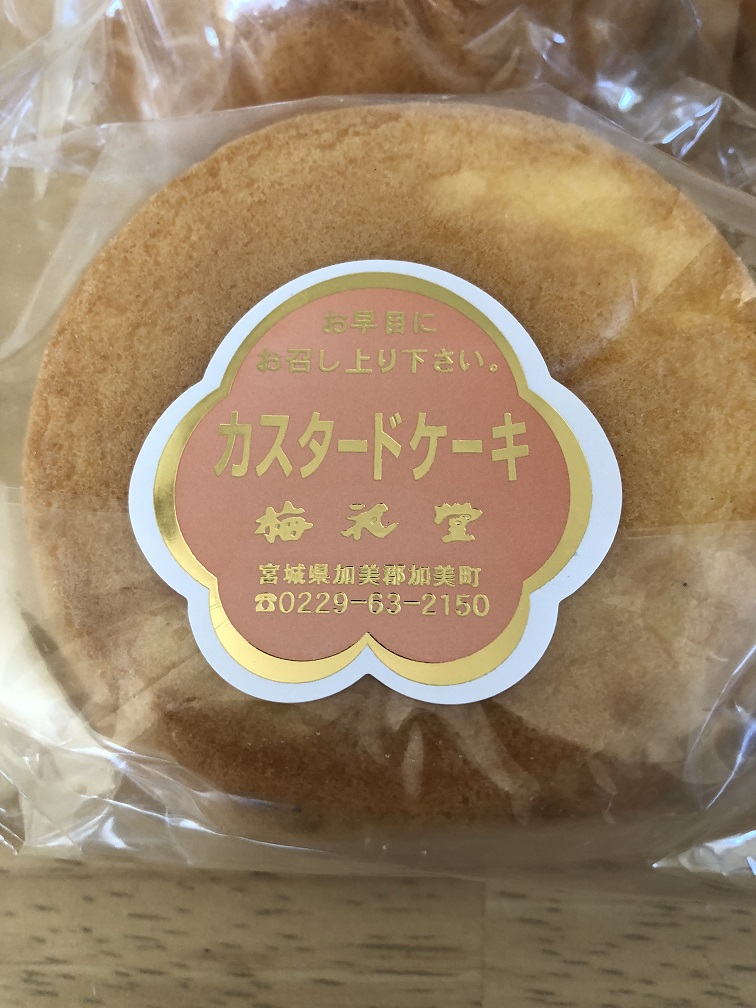 お早目に
お召し上り下さい。
カスタードケーキ
梅礼堂
宮城県加美郡加美町
☎0229-63-2150